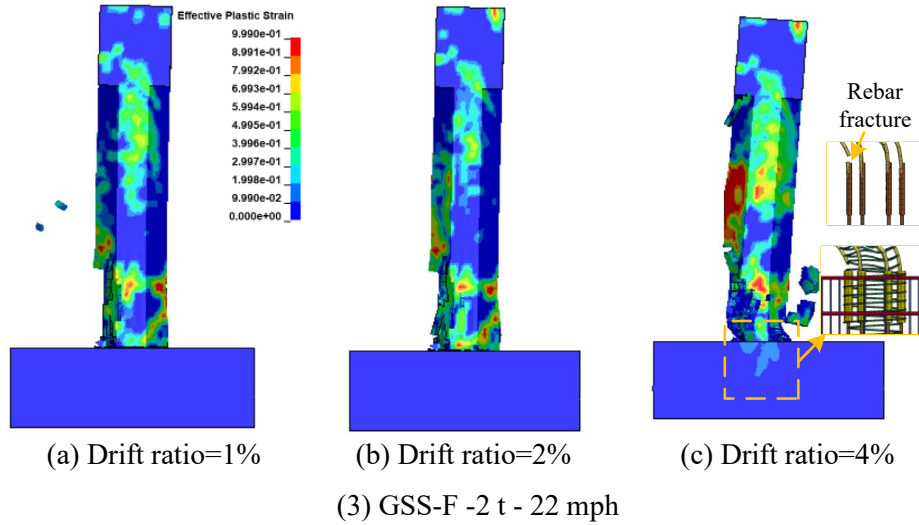 Effective Plastic Strain
9.990e-01
8.991e-01
7.992e-01
6.993e-01
5.994e-01
4.995e-01
3.996e-01
2.997e-01
1.998e-01
9.990e-02
0.000e+00
Rebar
fracture
(a) Drift ratio=1%
(b) Drift ratio=2%
(c) Drift ratio=4%
(3) GSS-F -2 t - 22 mph